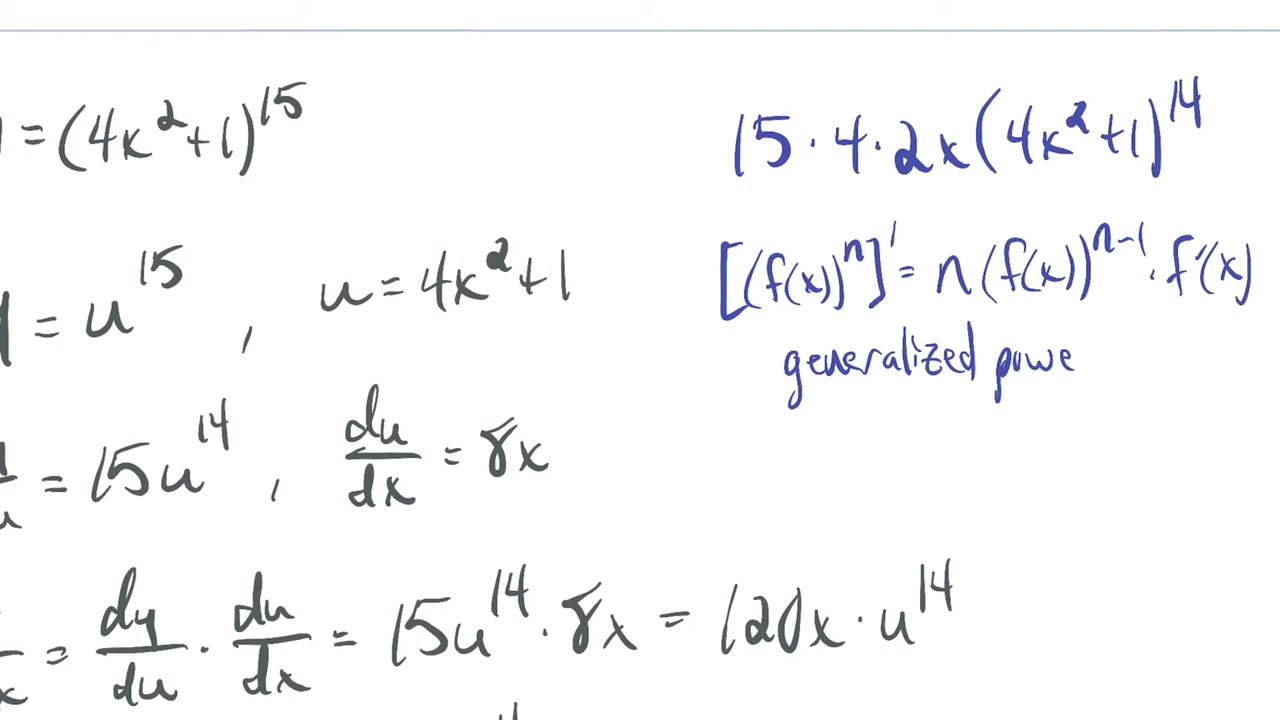 = (4x²+1)¹⁵
= u¹⁵ , u = 4x²+1
= 15u¹⁴ , du/dx = 8x
= dy/du · du/dx = 15u¹⁴ · 8x = 120x · u¹⁴
15 · 4 · 2x (4x²+1)¹⁴
[(f(x))ⁿ]' = n(f(x))ⁿ⁻¹ · f'(x)
generalized powe